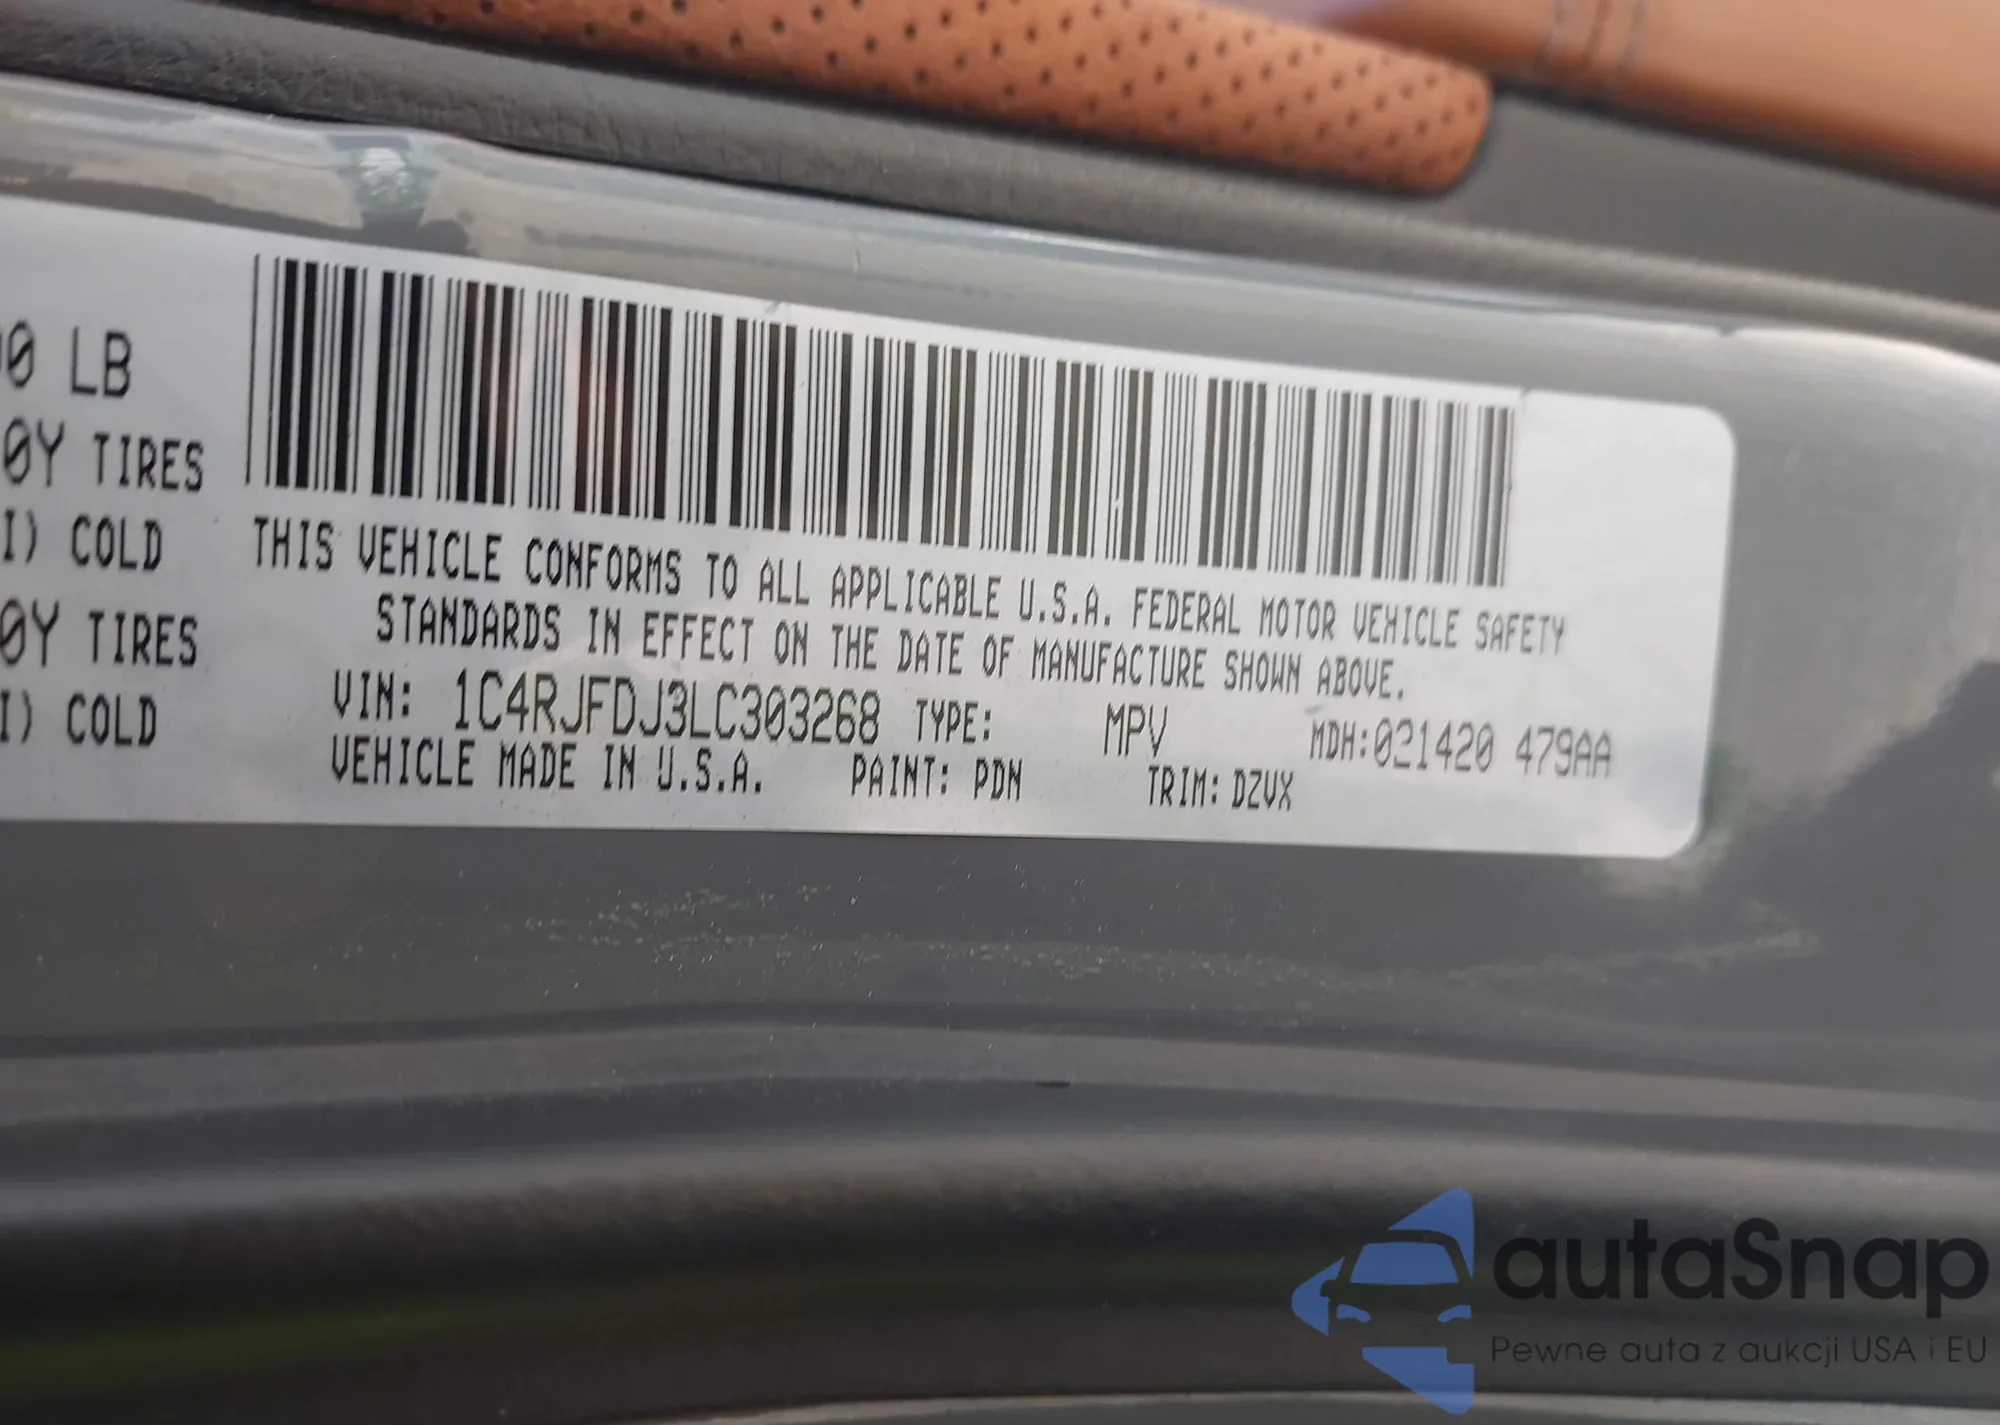 0 LB
0Y TIRES
I) COLD
0Y TIRES
I) COLD
THIS VEHICLE CONFORMS TO ALL APPLICABLE U.S.A. FEDERAL MOTOR VEHICLE SAFETY
STANDARDS IN EFFECT ON THE DATE OF MANUFACTURE SHOWN ABOVE.
VIN: 1C4RJFDJ3LC303268 TYPE: MPV MDH:021420 479AA
VEHICLE MADE IN U.S.A. PAINT: PDN TRIM: DZVX
autaSnap
Pewne auta z aukcji USA i EU